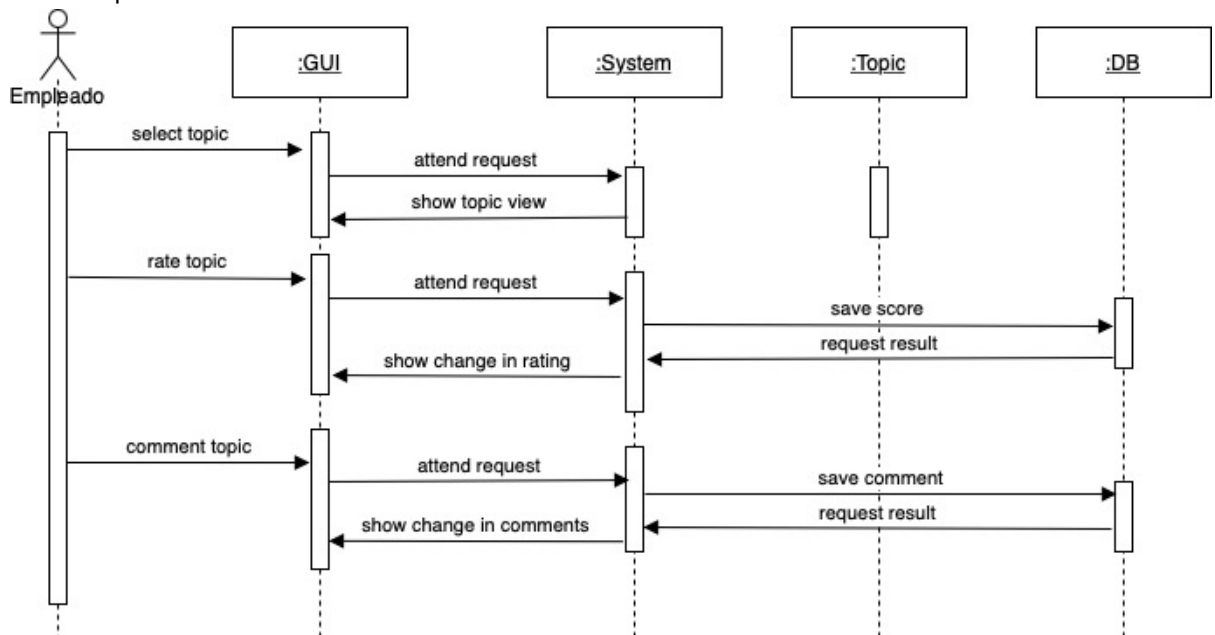 :GUI
:System
:Topic
:DB
Empleado
select topic
attend request
show topic view
rate topic
attend request
save score
request result
show change in rating
comment topic
attend request
save comment
request result
show change in comments